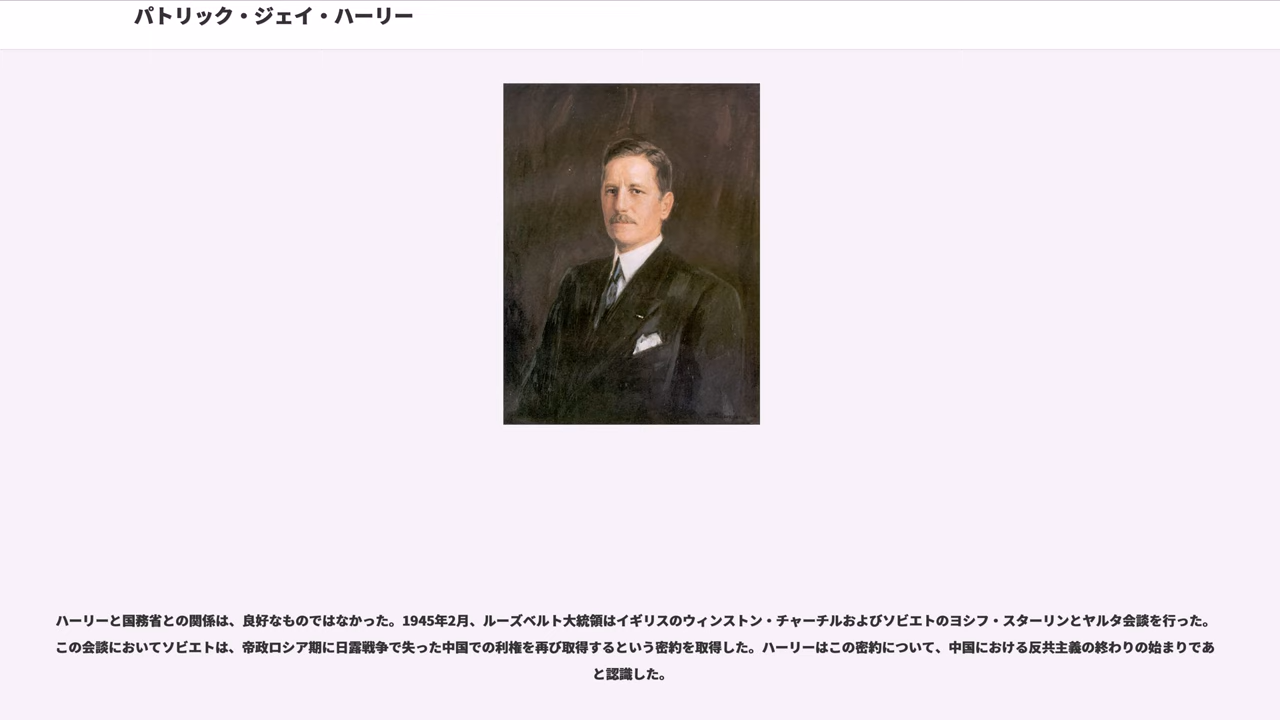 パトリック・ジェイ・ハーリー
ハーリーと国務省との関係は、良好なものではなかった。1945年2月、ルーズベルト大統領はイギリスのウィンストン・チャーチルおよびソビエトのヨシフ・スターリンとヤルタ会談を行った。
この会談においてソビエトは、帝政ロシア期に日露戦争で失った中国での利権を再び取得するという密約を取得した。ハーリーはこの密約について、中国における反共主義の終わりの始まりであ
と認識した。